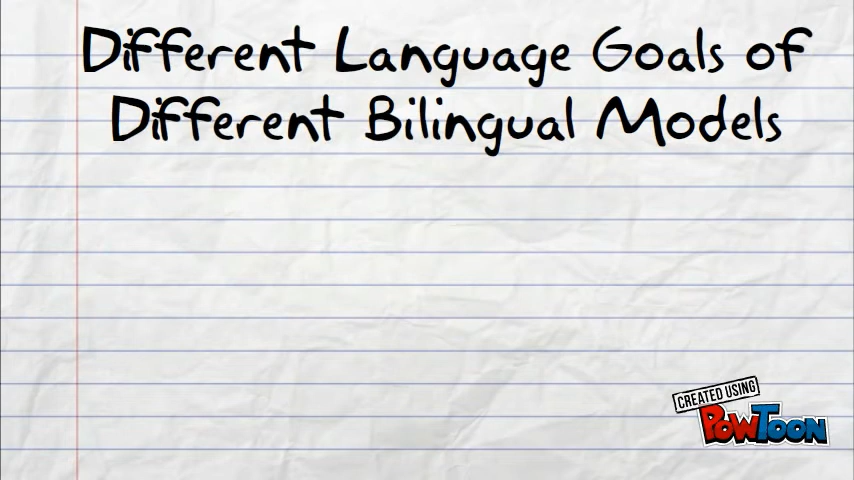 Different Language Goals of
Different Bilingual Models
CREATED USING
POWTOON